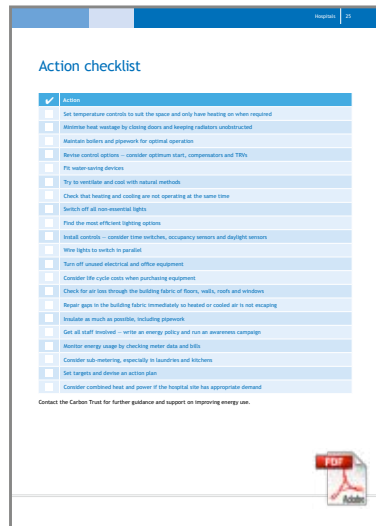 Hospitals 25
Action checklist
✔ Action
Set temperature controls to suit the space and only have heating on when required
Minimise heat wastage by closing doors and keeping radiators unobstructed
Maintain boilers and pipework for optimal operation
Revise control options – consider optimum start, compensators and TRVs
Fit water-saving devices
Try to ventilate and cool with natural methods
Check that heating and cooling are not operating at the same time
Switch off all non-essential lights
Find the most efficient lighting options
Install controls – consider time switches, occupancy sensors and daylight sensors
Wire lights to switch in parallel
Turn off unused electrical and office equipment
Consider life cycle costs when purchasing equipment
Check for air loss through the building fabric of floors, walls, roofs and windows
Repair gaps in the building fabric immediately so heated or cooled air is not escaping
Insulate as much as possible, including pipework
Get all staff involved – write an energy policy and run an awareness campaign
Monitor energy usage by checking meter data and bills
Consider sub-metering, especially in laundries and kitchens
Set targets and devise an action plan
Consider combined heat and power if the hospital site has appropriate demand
Contact the Carbon Trust for further guidance and support on improving energy use.
PDF
Adobe